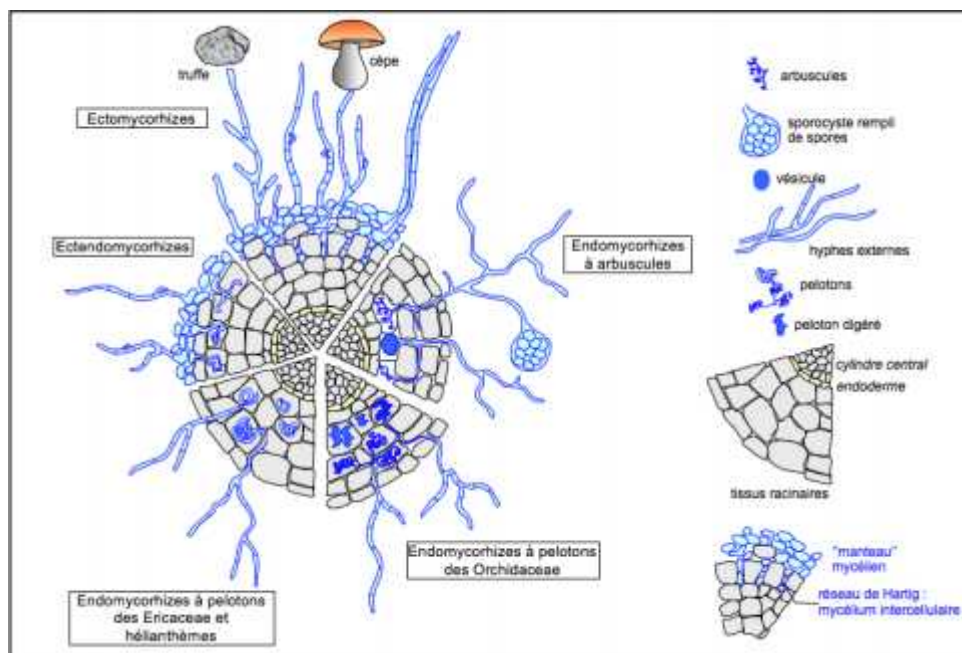 truffe
cèpe
Ectomycorhizes
Ectendomycorhizes
Endomycorhizes
à arbuscules
Endomycorhizes à pelotons
des Orchidaceae
Endomycorhizes à pelotons
des Ericaceae et
hélianthèmes
arbuscules
sporocyste rempli
de spores
vésicule
hyphes externes
pelotons
peloton digéré
cylindre central
endoderme
tissus racinaires
"manteau"
mycélien
réseau de Hartig :
mycélium intercellulaire